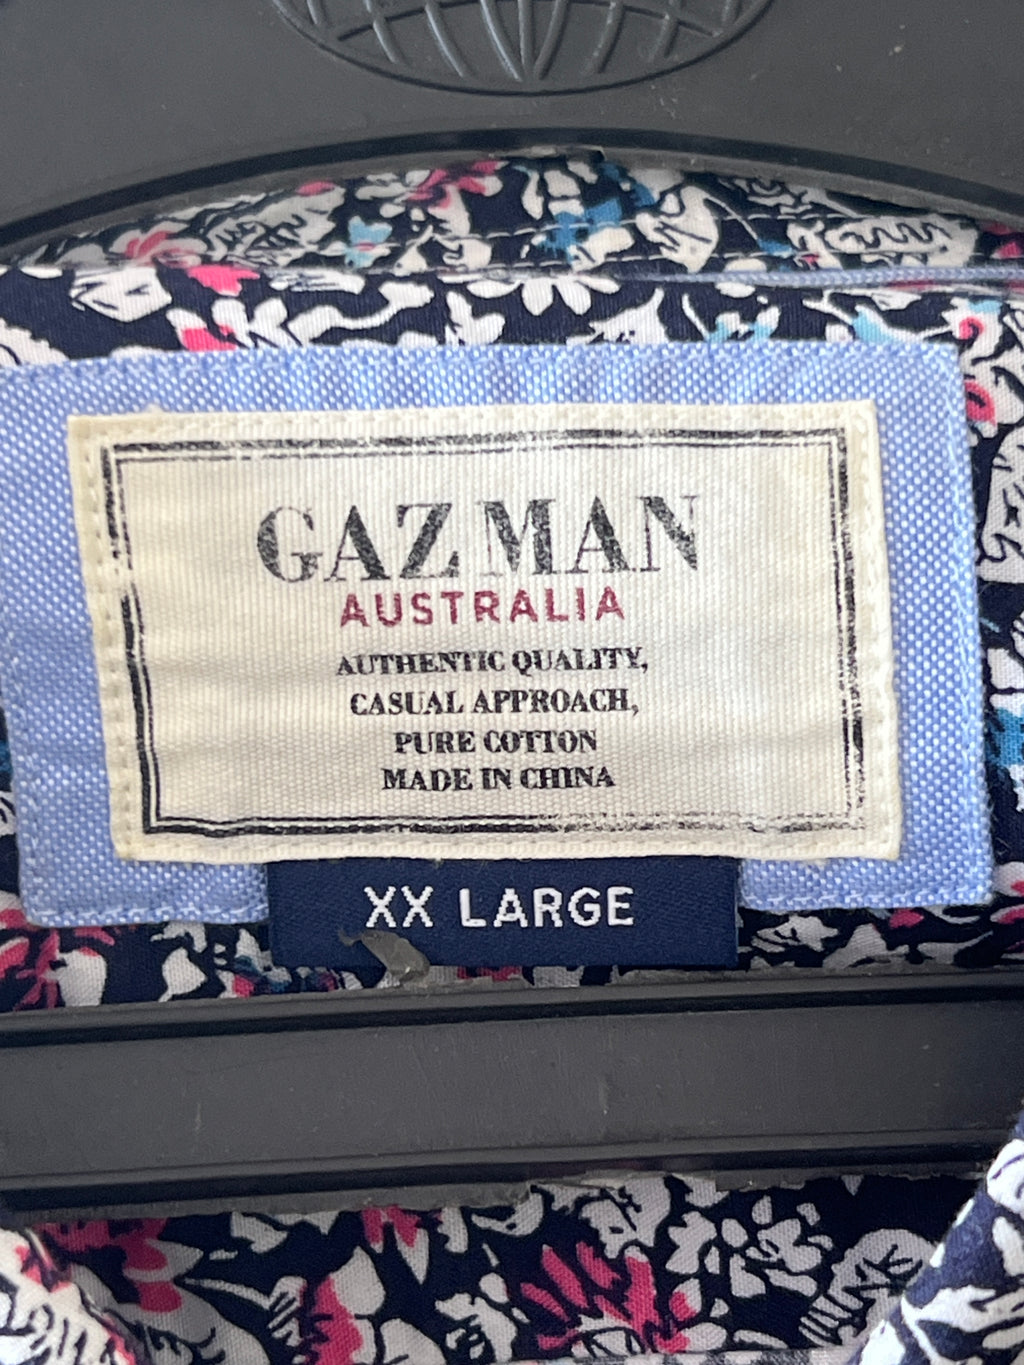 GAZMAN
AUSTRALIA
AUTHENTIC QUALITY,
CASUAL APPROACH,
PURE COTTON
MADE IN CHINA
XX LARGE